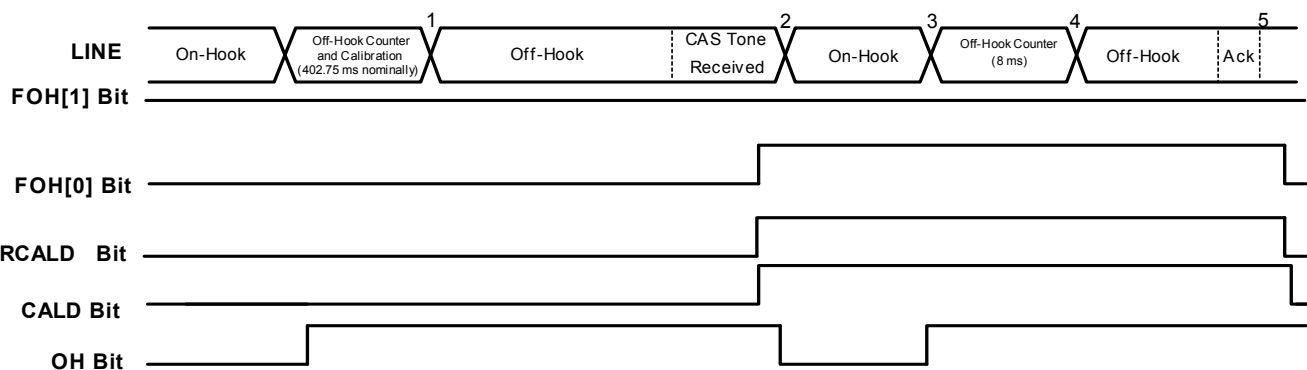 1 2 3 4 5
LINE
On-Hook
Off-Hook Counter
and Calibration
(402.75 ms nominally)
Off-Hook
CAS Tone
Received
On-Hook
Off-Hook Counter
(8 ms)
Off-Hook
Ack
FOH[1] Bit
FOH[0] Bit
RCALD Bit
CALD Bit
OH Bit